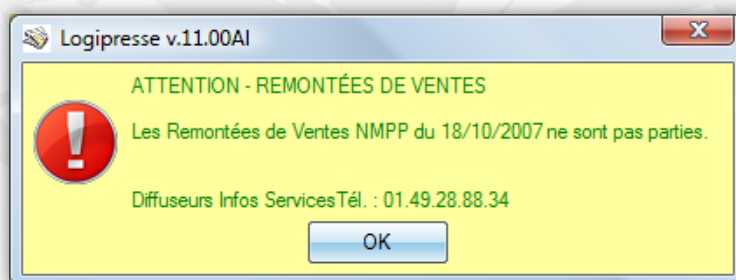 Logipresse v.11.00AI
ATTENTION - REMONTÉES DE VENTES
Les Remontées de Ventes NMPP du 18/10/2007 ne sont pas parties.
Diffuseurs Infos ServicesTél. : 01.49.28.88.34
OK